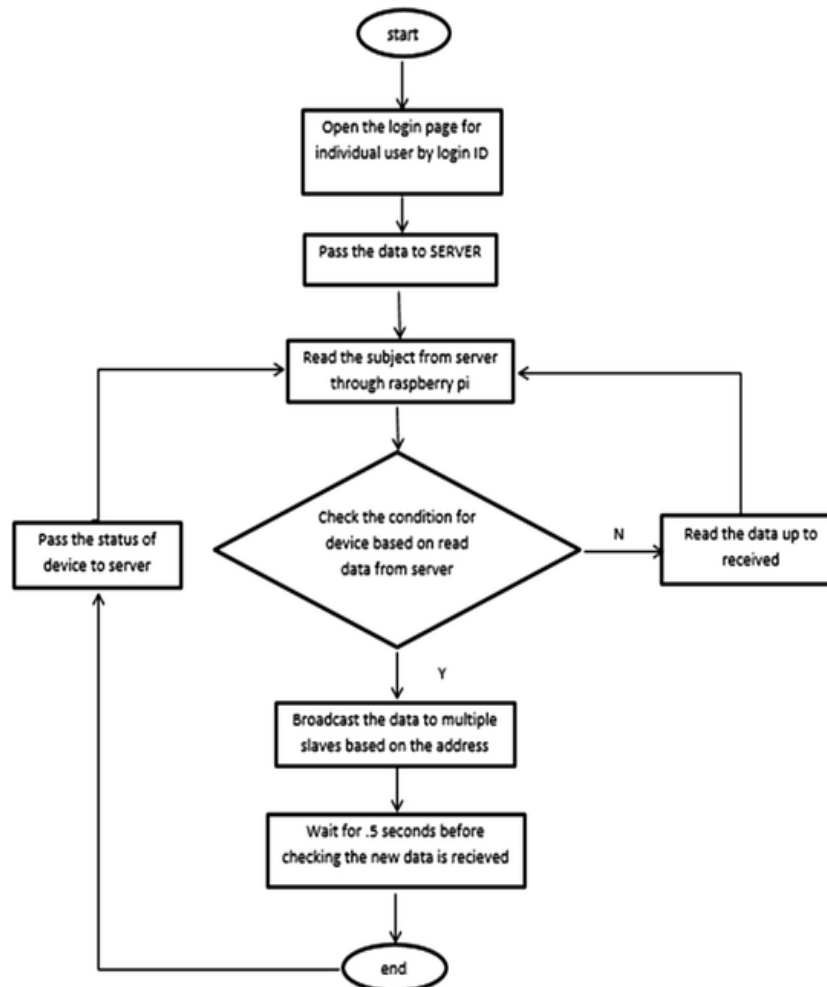 start
Open the login page for
individual user by login ID
Pass the data to SERVER
Read the subject from server
through raspberry pi
Check the condition for
device based on read
data from server
N
Read the data up to
received
Pass the status of
device to server
Y
Broadcast the data to multiple
slaves based on the address
Wait for .5 seconds before
checking the new data is recieved
end